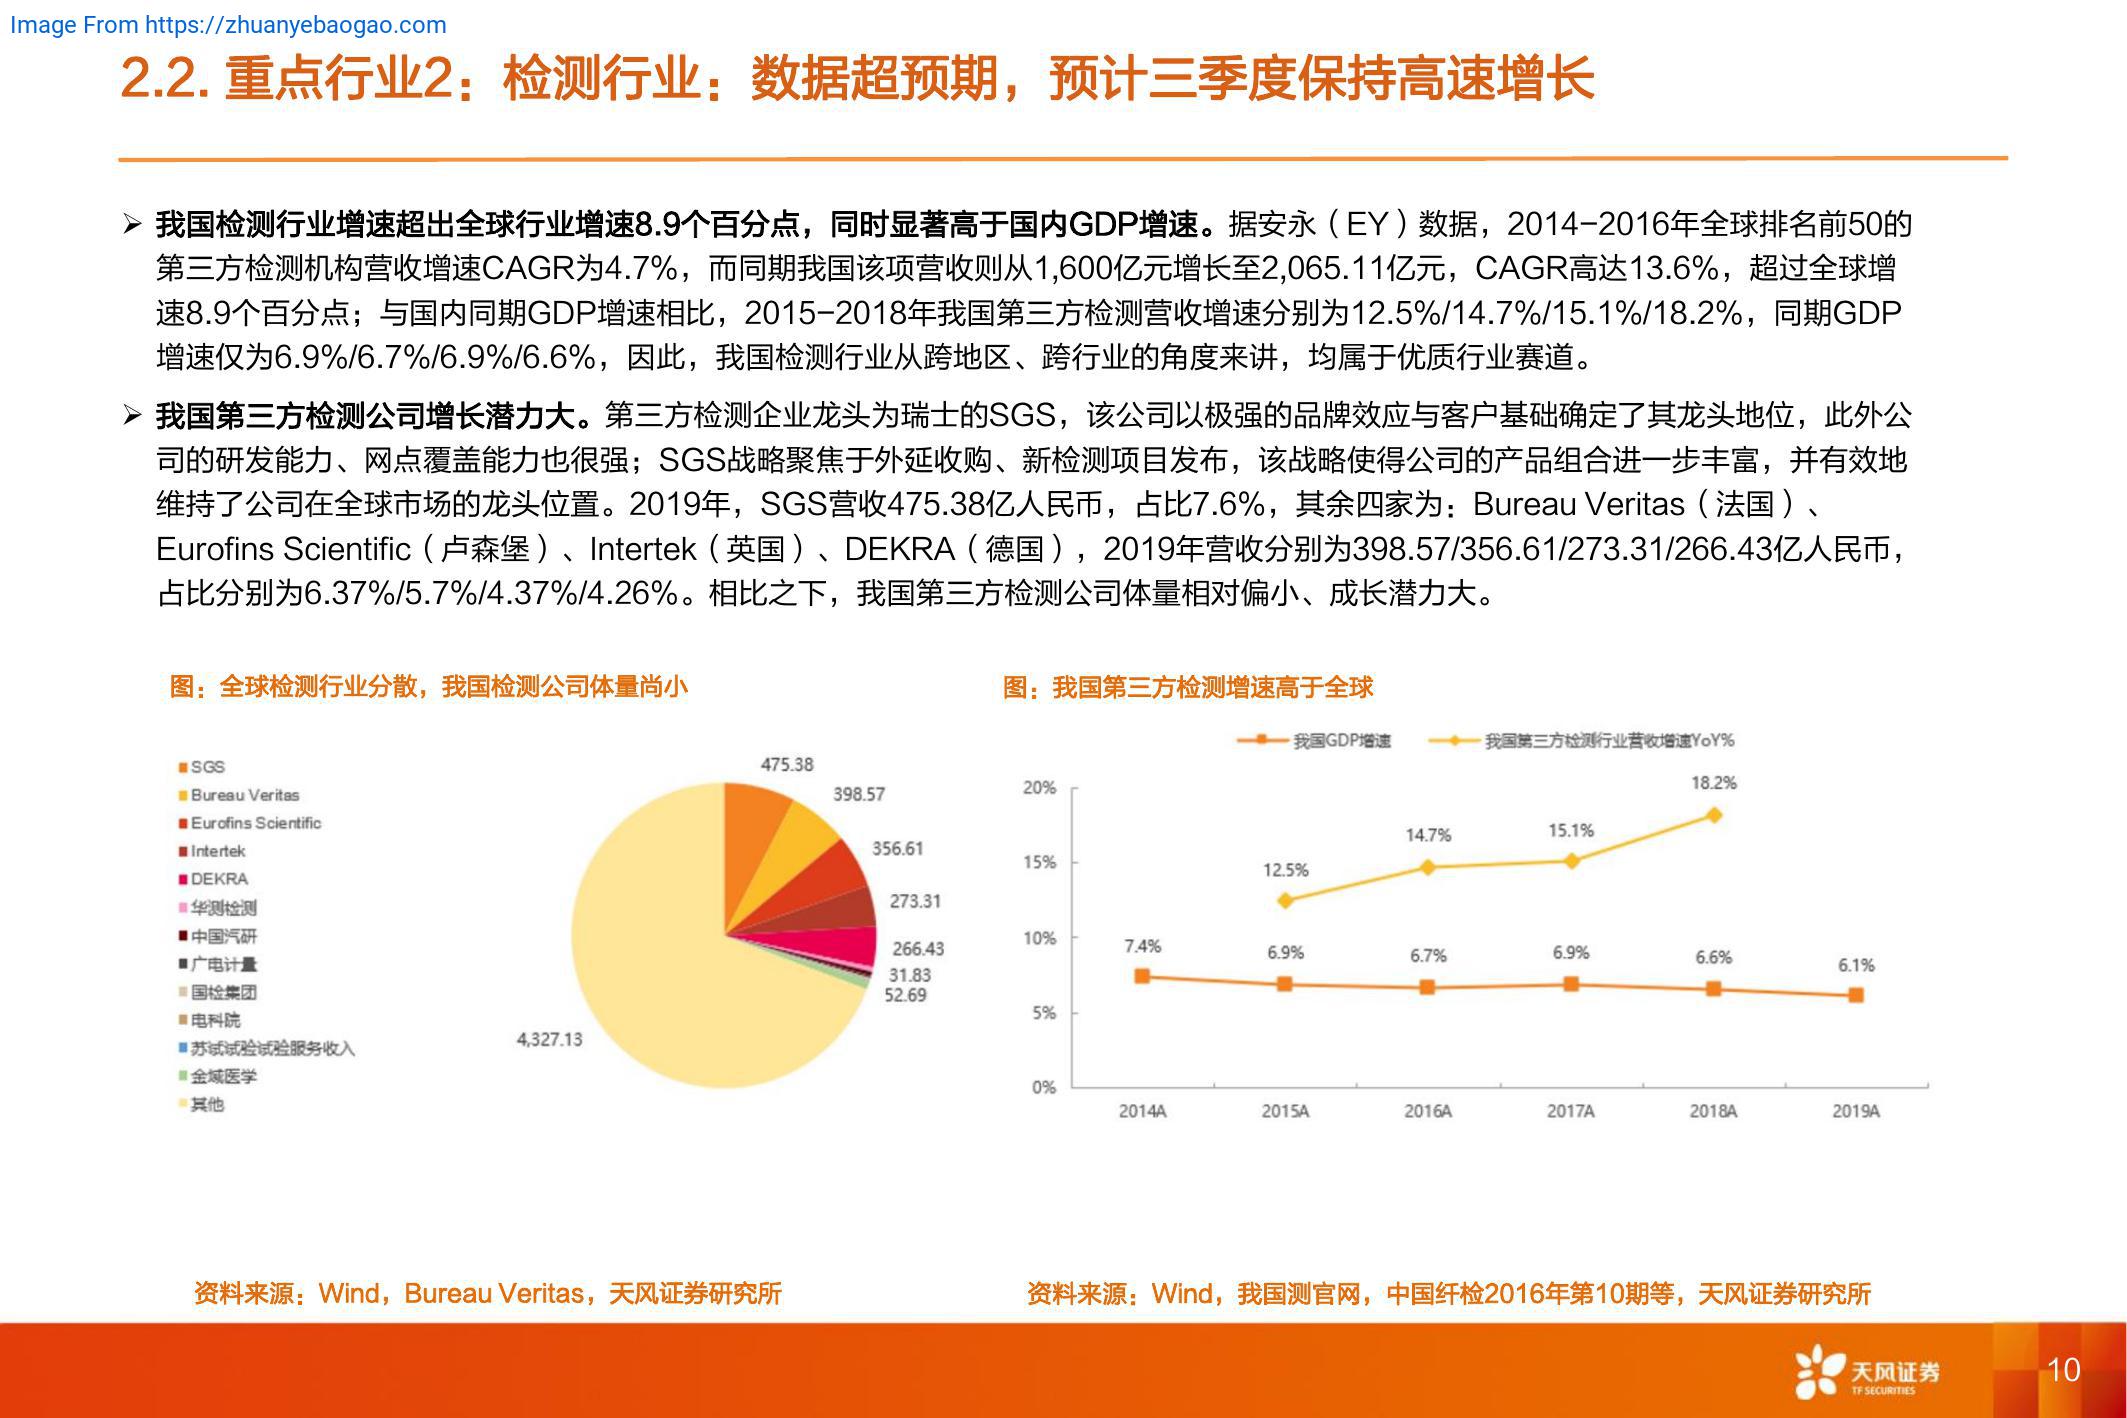 Image From https://zhuanyebaogao.com
2.2. 重点行业2：检测行业：数据超预期，预计三季度保持高速增长
我国检测行业增速超出全球行业增速8.9个百分点，同时显著高于国内GDP增速。据安永（EY）数据，2014-2016年全球排名前50的
第三方检测机构营收增速CAGR为4.7%，而同期我国该项营收则从1,600亿元增长至2,065.11亿元，CAGR高达13.6%，超过全球增
速8.9个百分点；与国内同期GDP增速相比，2015-2018年我国第三方检测营收增速分别为12.5%/14.7%/15.1%/18.2%，同期GDP
增速仅为6.9%/6.7%/6.9%/6.6%，因此，我国检测行业从跨地区、跨行业的角度来讲，均属于优质行业赛道。
我国第三方检测公司增长潜力大。第三方检测企业龙头为瑞士的SGS，该公司以极强的品牌效应与客户基础确定了其龙头地位，此外公
司的研发能力、网点覆盖能力也很强；SGS战略聚焦于外延收购、新检测项目发布，该战略使得公司的产品组合进一步丰富，并有效地
维持了公司在全球市场的龙头位置。2019年，SGS营收475.38亿人民币，占比7.6%，其余四家为：Bureau Veritas（法国）、
Eurofins Scientific（卢森堡）、Intertek（英国）、DEKRA（德国），2019年营收分别为398.57/356.61/273.31/266.43亿人民币，
占比分别为6.37%/5.7%/4.37%/4.26%。相比之下，我国第三方检测公司体量相对偏小、成长潜力大。
图：全球检测行业分散，我国检测公司体量尚小
SGS
Bureau Veritas
Eurofins Scientific
Intertek
DEKRA
华测检测
中国汽研
广电计量
国检集团
电科院
苏试试验试验服务收入
金域医学
其他
475.38
398.57
356.61
273.31
266.43
31.83
52.69
4,327.13
资料来源：Wind，Bureau Veritas，天风证券研究所
图：我国第三方检测增速高于全球
我国GDP增速
我国第三方检测行业营收增速YoY%
20%
15%
10%
5%
0%
12.5%
14.7%
15.1%
18.2%
7.4%
6.9%
6.7%
6.9%
6.6%
6.1%
2014A
2015A
2016A
2017A
2018A
2019A
资料来源：Wind，我国测官网，中国纤检2016年第10期等，天风证券研究所
天风证券
TF SECURITIES
10